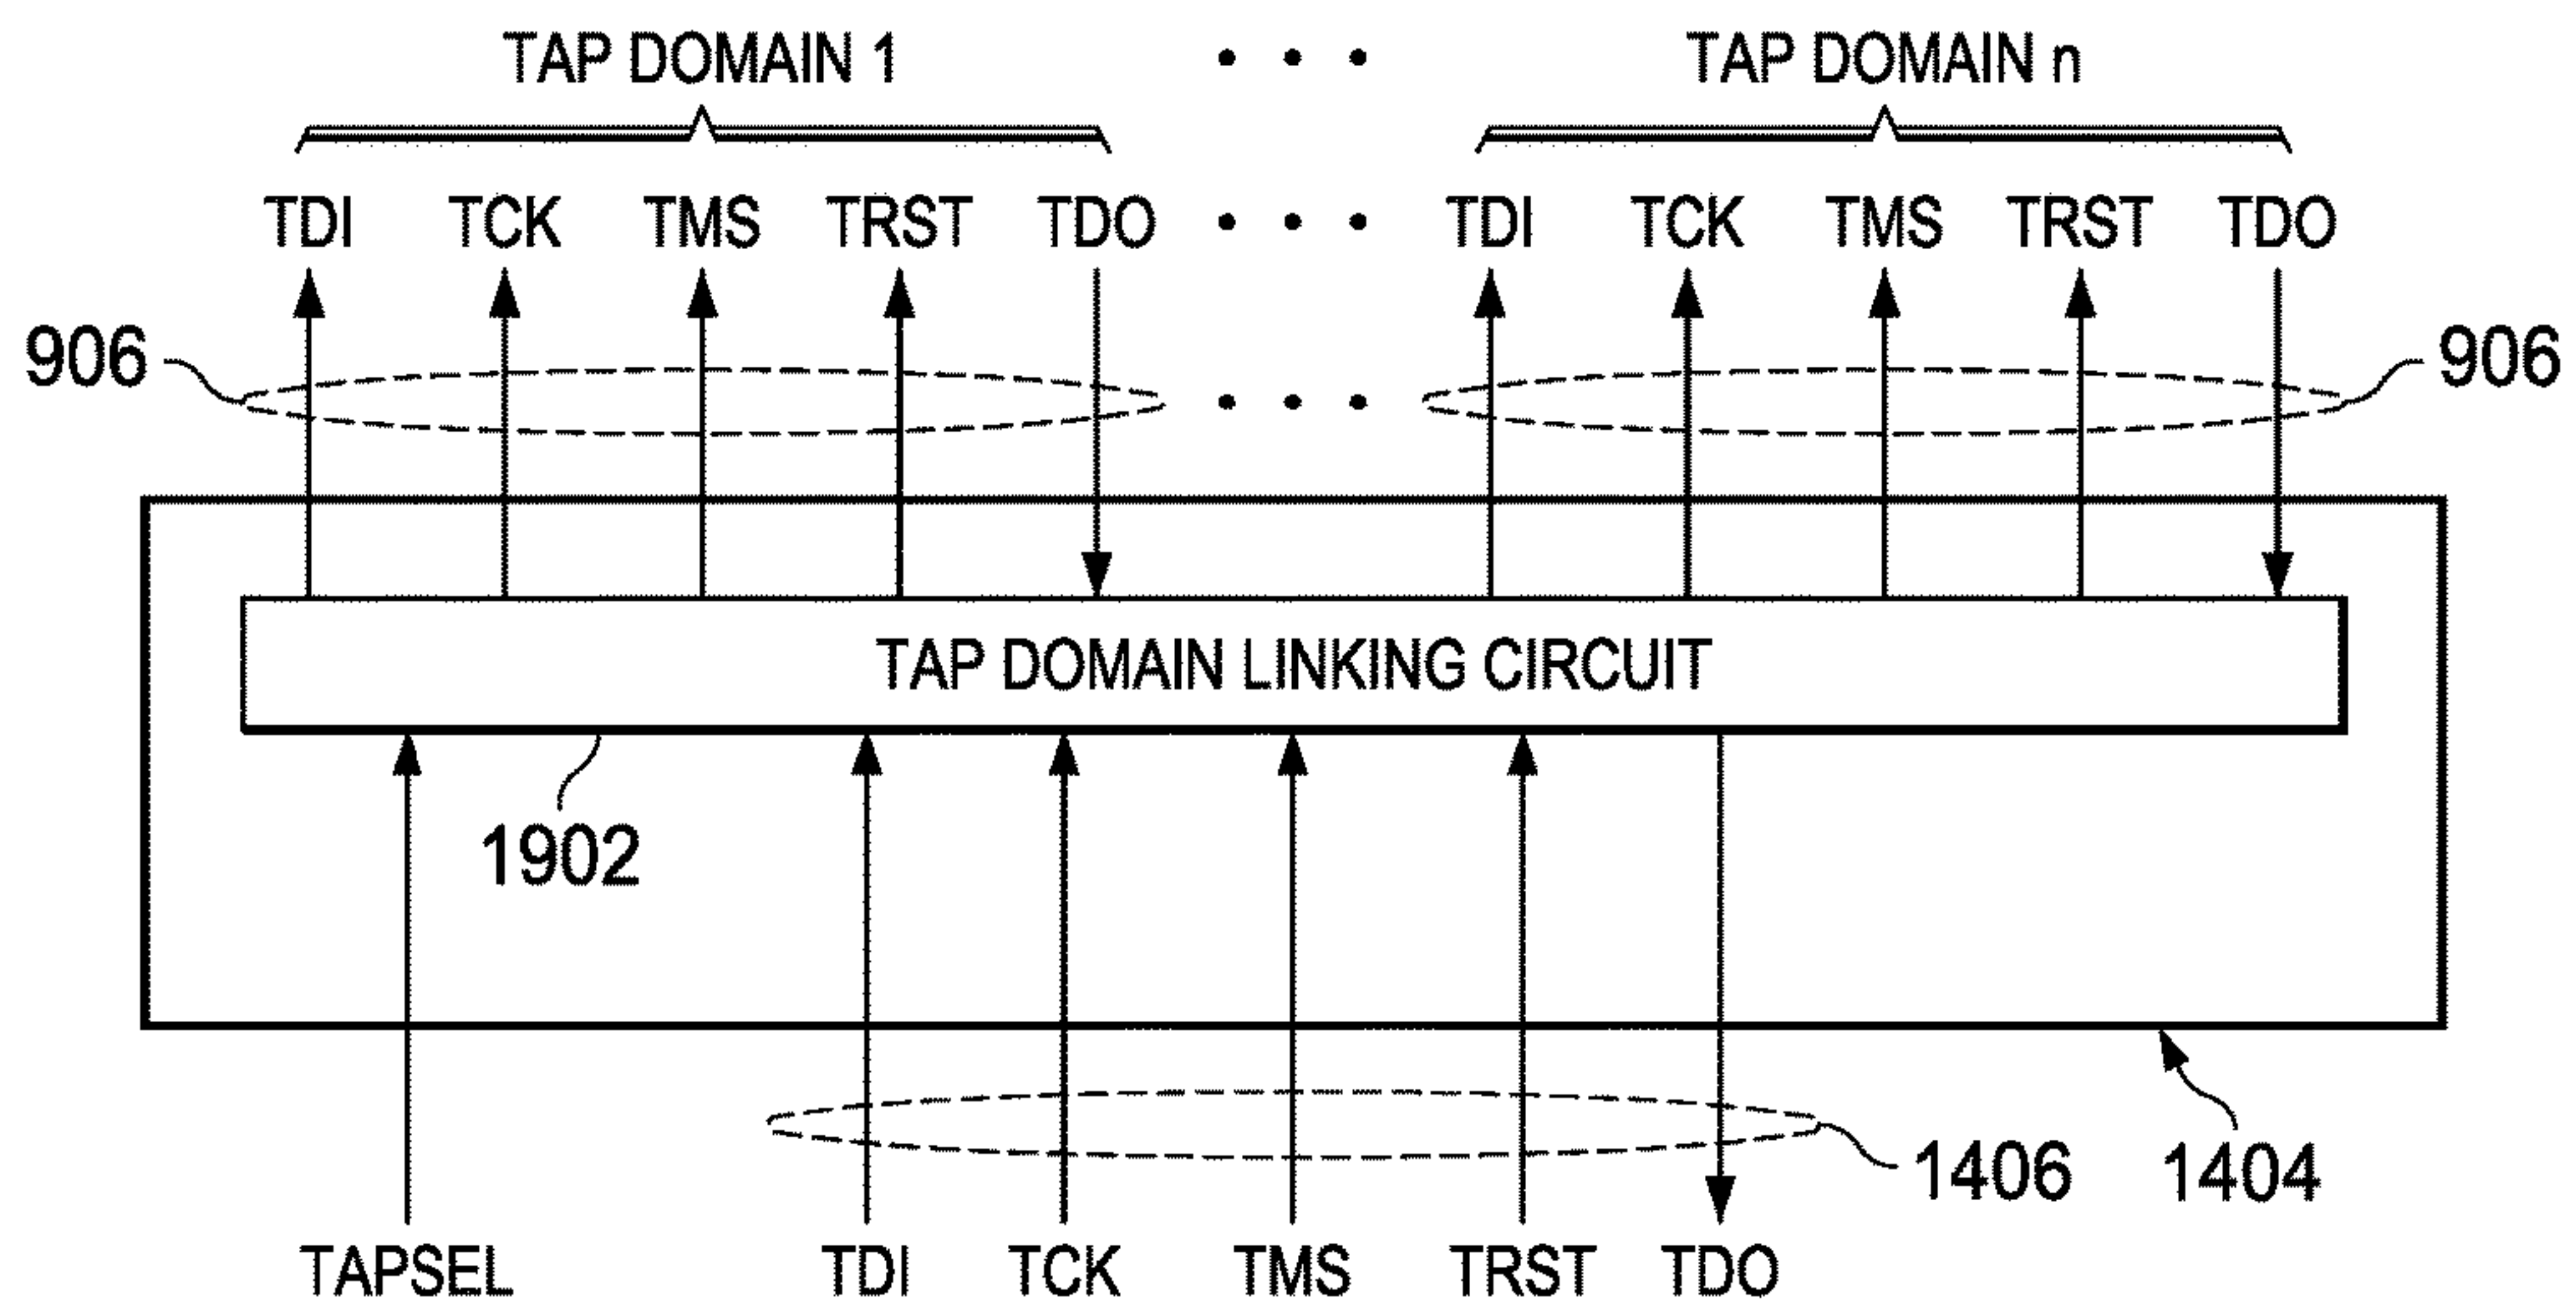 TAP DOMAIN 1 • • • TAP DOMAIN n
TDI TCK TMS TRST TDO • • • TDI TCK TMS TRST TDO
906 • • • 906
TAP DOMAIN LINKING CIRCUIT
1902
1406 1404
TAPSEL TDI TCK TMS TRST TDO